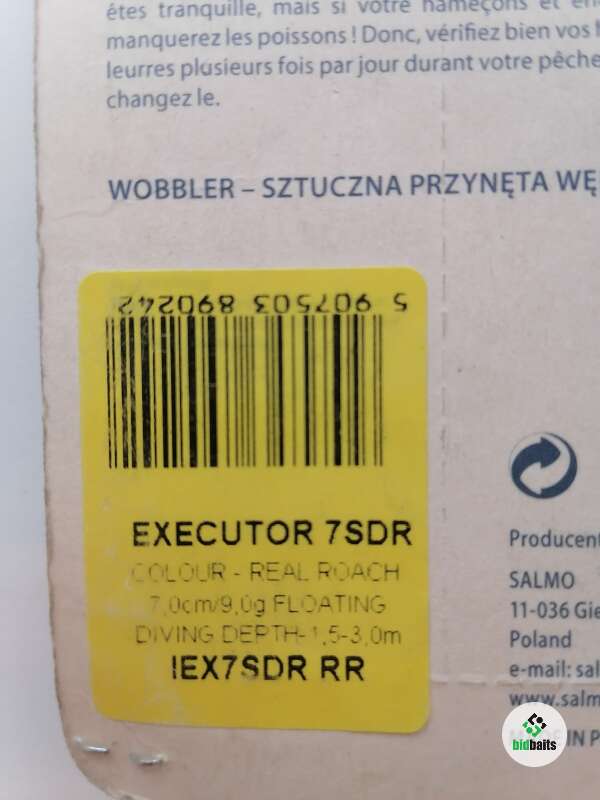 êtes tranquille, mais si votre hameçons et
manquerez les poissons ! Donc, vérifiez bien vos
leurres plusieurs fois par jour durant votre pêche
changez le.
WOBBLER – SZTUCZNA PRZYNĘTA WĘ
5 907503 890242
EXECUTOR 7SDR
COLOUR - REAL ROACH
7,0cm/9,0g FLOATING
DIVING DEPTH-1,5-3,0m
IEX7SDR RR
Producent
SALMO
11-036 Gie
Poland
e-mail: sal
www.salm
IN P
bidbaits